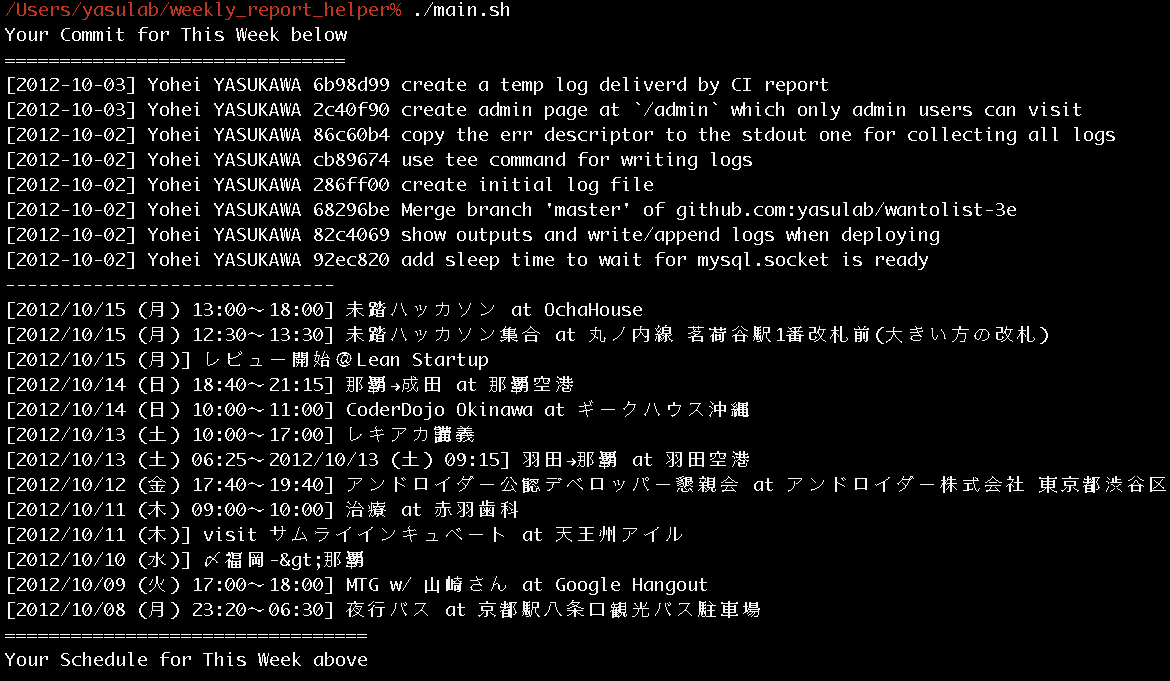 /Users/yasulab/weekly_report_helper% ./main.sh
Your Commit for This Week below
===============================
[2012-10-03] Yohei YASUKAWA 6b98d99 create a temp log deliverd by CI report
[2012-10-03] Yohei YASUKAWA 2c40f90 create admin page at `/admin` which only admin users can visit
[2012-10-02] Yohei YASUKAWA 86c60b4 copy the err descriptor to the stdout one for collecting all logs
[2012-10-02] Yohei YASUKAWA cb89674 use tee command for writing logs
[2012-10-02] Yohei YASUKAWA 286ff00 create initial log file
[2012-10-02] Yohei YASUKAWA 68296be Merge branch 'master' of github.com:yasulab/wantolist-3e
[2012-10-02] Yohei YASUKAWA 82c4069 show outputs and write/append logs when deploying
[2012-10-02] Yohei YASUKAWA 92ec820 add sleep time to wait for mysql.socket is ready
------------------------------
[2012/10/15 (月) 13:00～18:00] 未踏ハッカソン at OchaHouse
[2012/10/15 (月) 12:30～13:30] 未踏ハッカソン集合 at 丸ノ内線 茗荷谷駅1番改札前(大きい方の改札)
[2012/10/15 (月)] レビュー開始@Lean Startup
[2012/10/14 (日) 18:40～21:15] 那覇→成田 at 那覇空港
[2012/10/14 (日) 10:00～11:00] CoderDojo Okinawa at ギークハウス沖縄
[2012/10/13 (土) 10:00～17:00] レキアカ講義
[2012/10/13 (土) 06:25～2012/10/13 (土) 09:15] 羽田→那覇 at 羽田空港
[2012/10/12 (金) 17:40～19:40] アンドロイダー公認デベロッパー懇親会 at アンドロイダー株式会社 東京都渋谷区
[2012/10/11 (木) 09:00～10:00] 治療 at 赤羽歯科
[2012/10/11 (木)] visit サムライインキュベート at 天王州アイル
[2012/10/10 (水)] 〆福岡-&gt;那覇
[2012/10/09 (火) 17:00～18:00] MTG w/ 山崎さん at Google Hangout
[2012/10/08 (月) 23:20～06:30] 夜行バス at 京都駅八条口観光バス駐車場
=================================
Your Schedule for This Week above